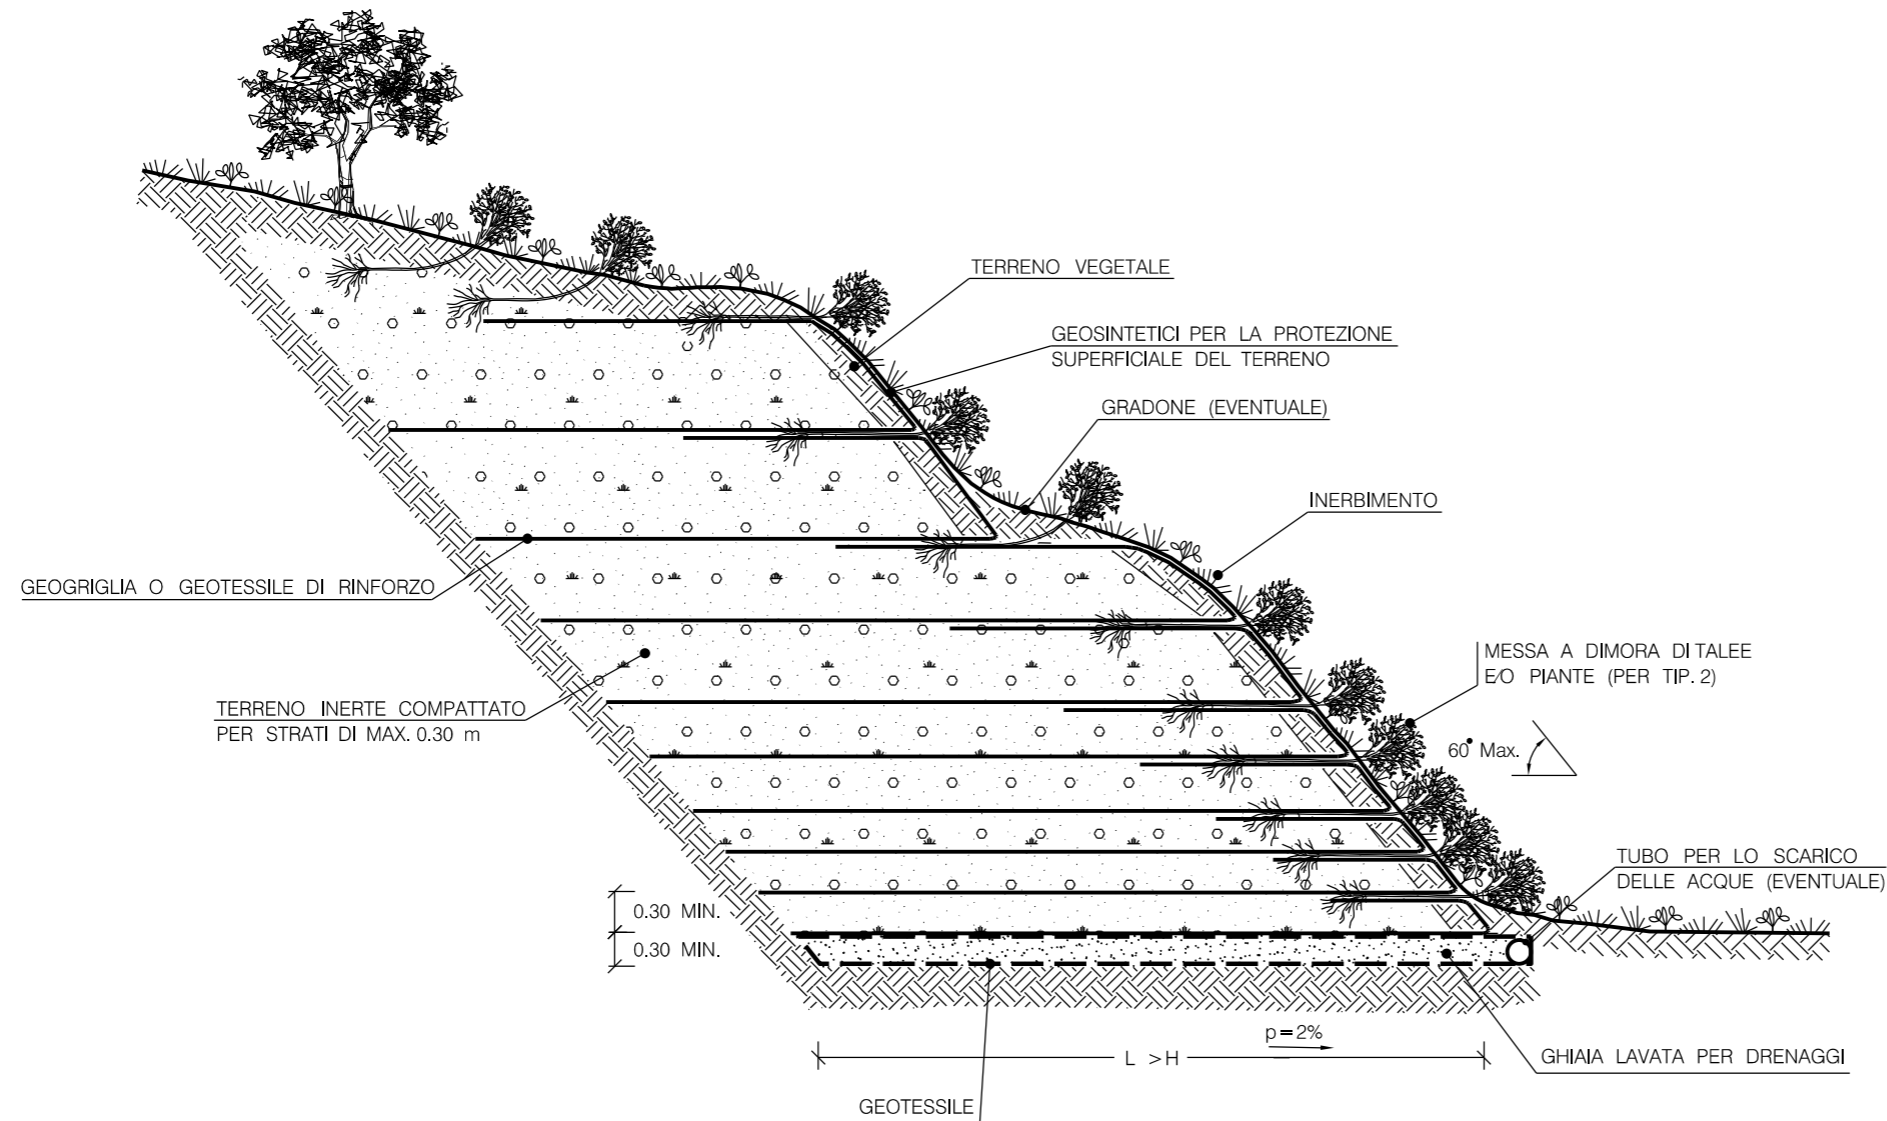 TERRENO VEGETALE
GEOSINTETICI PER LA PROTEZIONE
SUPERFICIALE DEL TERRENO
GRADONE (EVENTUALE)
INERBIMENTO
GEOGRIGLIA O GEOTESSILE DI RINFORZO
MESSA A DIMORA DI TALEE
E/O PIANTE (PER TIP. 2)
TERRENO INERTE COMPATTATO
PER STRATI DI MAX. 0.30 m
60° Max.
TUBO PER LO SCARICO
DELLE ACQUE (EVENTUALE)
0.30 MIN.
0.30 MIN.
p=2%
L >H
GHIAIA LAVATA PER DRENAGGI
GEOTESSILE